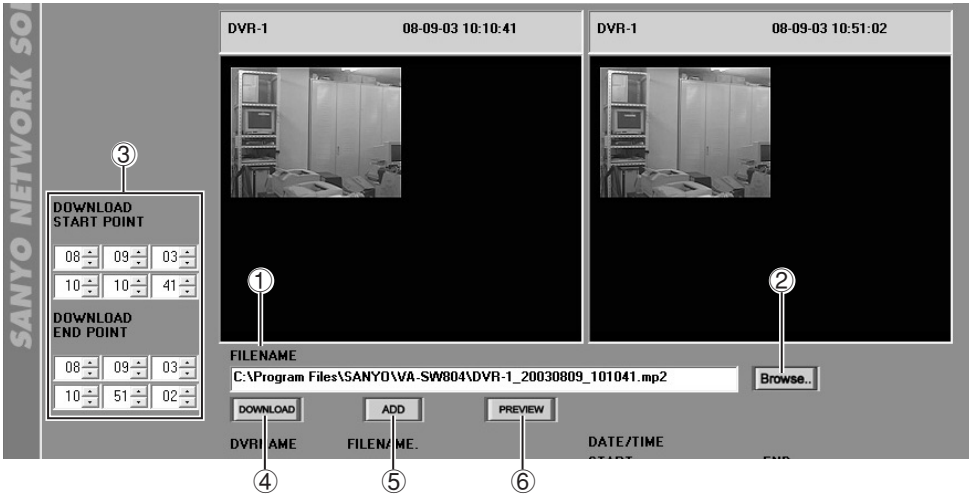 SANYO NETWORK
DVR-1 08-09-03 10:10:41
DVR-1 08-09-03 10:51:02
③
DOWNLOAD
START POINT
08 09 03
10 10 41
DOWNLOAD
END POINT
08 09 03
10 51 02
①
②
FILENAME
C:\Program Files\SANYO\VA-SW804\DVR-1_20030809_101041.mp2
Browse..
DOWNLOAD ADD PREVIEW
DVRNAME FILENAME. DATE/TIME
④ ⑤ ⑥